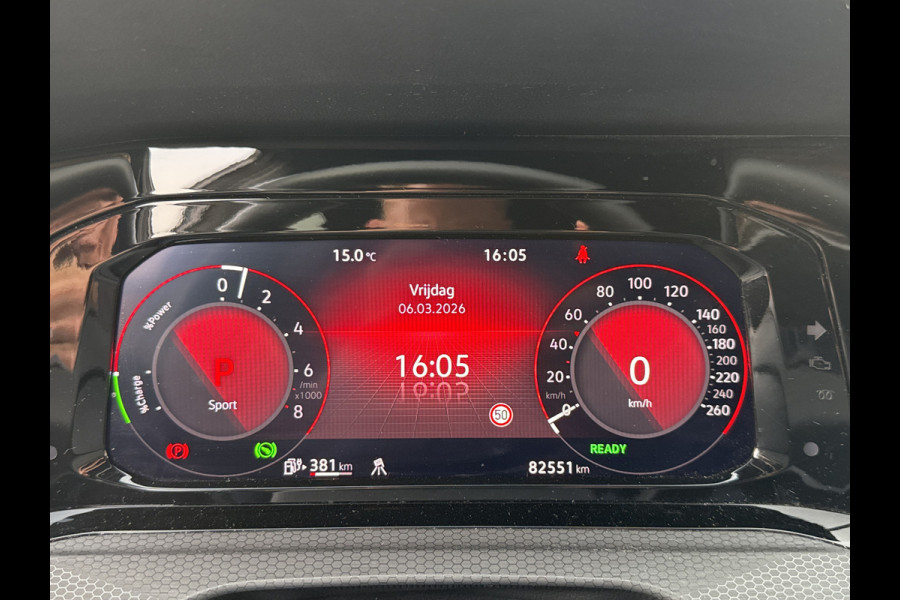 15.0 °C
16:05
Vrijdag
06.03.2026
16:05
50
%Power
%Charge
0
2
4
6
8
/min
x1000
P
Sport
0
20
40
60
80
100
120
140
160
180
200
220
240
260
km/h
0
km/h
P
READY
381 km
82551 km